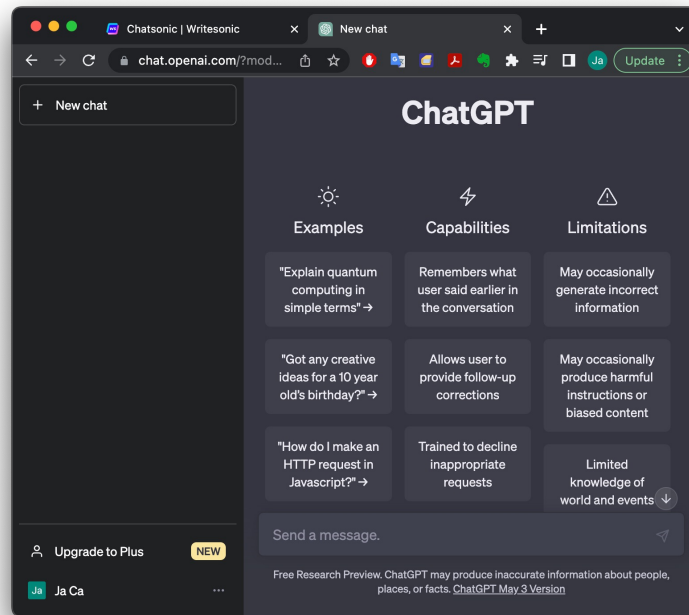 Chatsonic | Writesonic
New chat
chat.openai.com/?mod...
Ja
Update
+ New chat
ChatGPT
Examples
Capabilities
Limitations
"Explain quantum
computing in
simple terms" →
Remembers what
user said earlier in
the conversation
May occasionally
generate incorrect
information
"Got any creative
ideas for a 10 year
old's birthday?" →
Allows user to
provide follow-up
corrections
May occasionally
produce harmful
instructions or
biased content
"How do I make an
HTTP request in
Javascript?" →
Trained to decline
inappropriate
requests
Limited
knowledge of
world and events
Send a message.
Upgrade to Plus
NEW
Ja
Ja Ca
Free Research Preview. ChatGPT may produce inaccurate information about people,
places, or facts. ChatGPT May 3 Version